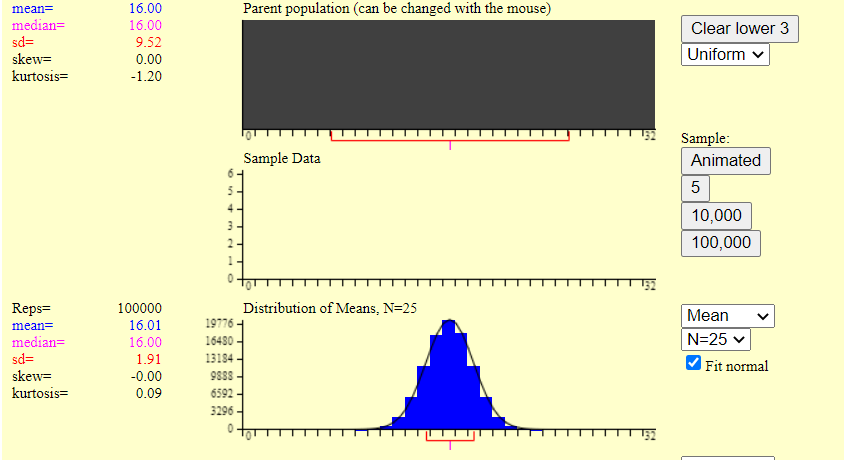 mean= 16.00
median= 16.00
sd= 9.52
skew= 0.00
kurtosis= -1.20
Parent population (can be changed with the mouse)
0 32
Clear lower 3
Uniform
Sample:
Animated
5
10,000
100,000
Sample Data
6
5
4
3
2
1
0
0 32
Reps= 100000
mean= 16.01
median= 16.00
sd= 1.91
skew= -0.00
kurtosis= 0.09
Distribution of Means, N=25
19776
16480
13184
9888
6592
3296
0
0 32
Mean
N=25
Fit normal